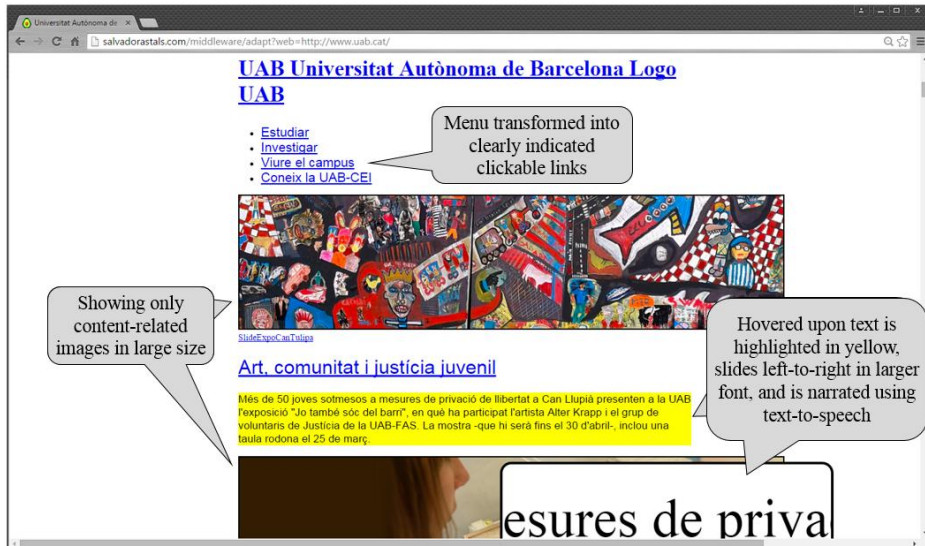 Universitat Autònoma de
salvadorastals.com/middleware/adapt?web=http://www.uab.cat/
UAB Universitat Autònoma de Barcelona Logo
UAB
Estudiar
Investigar
Viure el campus
Coneix la UAB-CEI
Menu transformed into
clearly indicated
clickable links
Showing only
content-related
images in large size
SlideExpoCanTulipa
Art, comunitat i justícia juvenil
Més de 50 joves sotmesos a mesures de privació de llibertat a Can Llupià presenten a la UAB
l'exposició "Jo també sóc del barri", en què ha participat l'artista Alter Krapp i el grup de
voluntaris de Justícia de la UAB-FAS. La mostra -que hi serà fins el 30 d'abril-, inclou una
taula rodona el 25 de març.
Hovered upon text is
highlighted in yellow,
slides left-to-right in larger
font, and is narrated using
text-to-speech
esures de priva